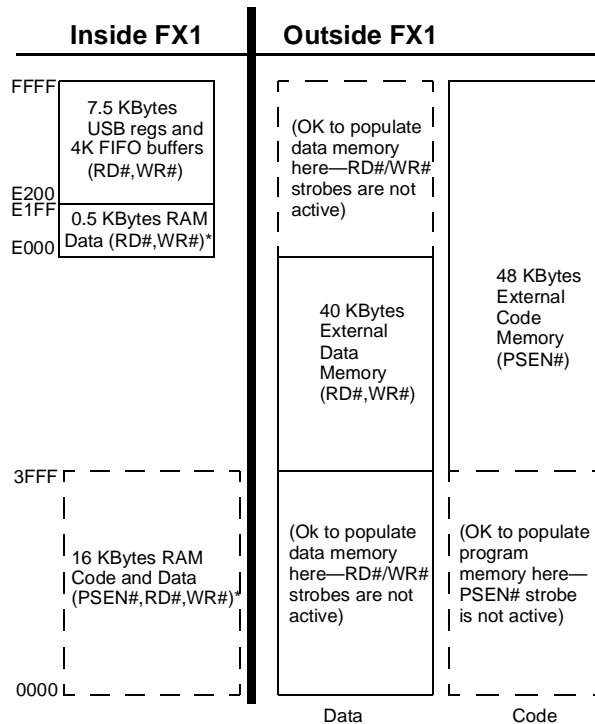 Inside FX1
Outside FX1
FFFF
7.5 KBytes
USB regs and
4K FIFO buffers
(RD#,WR#)
E200
E1FF
0.5 KBytes RAM
Data (RD#,WR#)*
E000
(OK to populate
data memory
here—RD#/WR#
strobes are not
active)
40 KBytes
External
Data
Memory
(RD#,WR#)
48 KBytes
External
Code
Memory
(PSEN#)
3FFF
16 KBytes RAM
Code and Data
(PSEN#,RD#,WR#)*
0000
(Ok to populate
data memory
here—RD#/WR#
strobes are not
active)
(OK to populate
program
memory here—
PSEN# strobe
is not active)
Data
Code